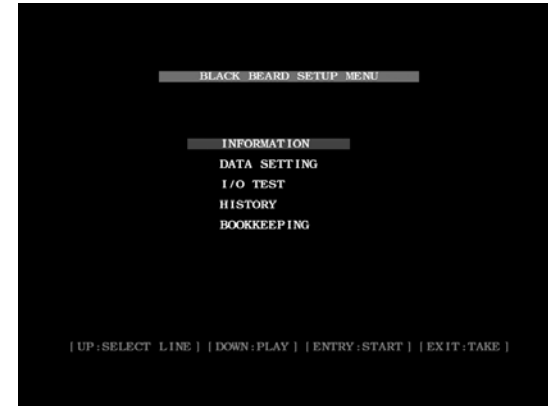 BLACK BEARD SETUP MENU
INFORMATION
DATA SETTING
I/O TEST
HISTORY
BOOKKEEPING
[UP:SELECT LINE] [DOWN:PLAY] [ENTRY:START] [EXIT:TAKE]